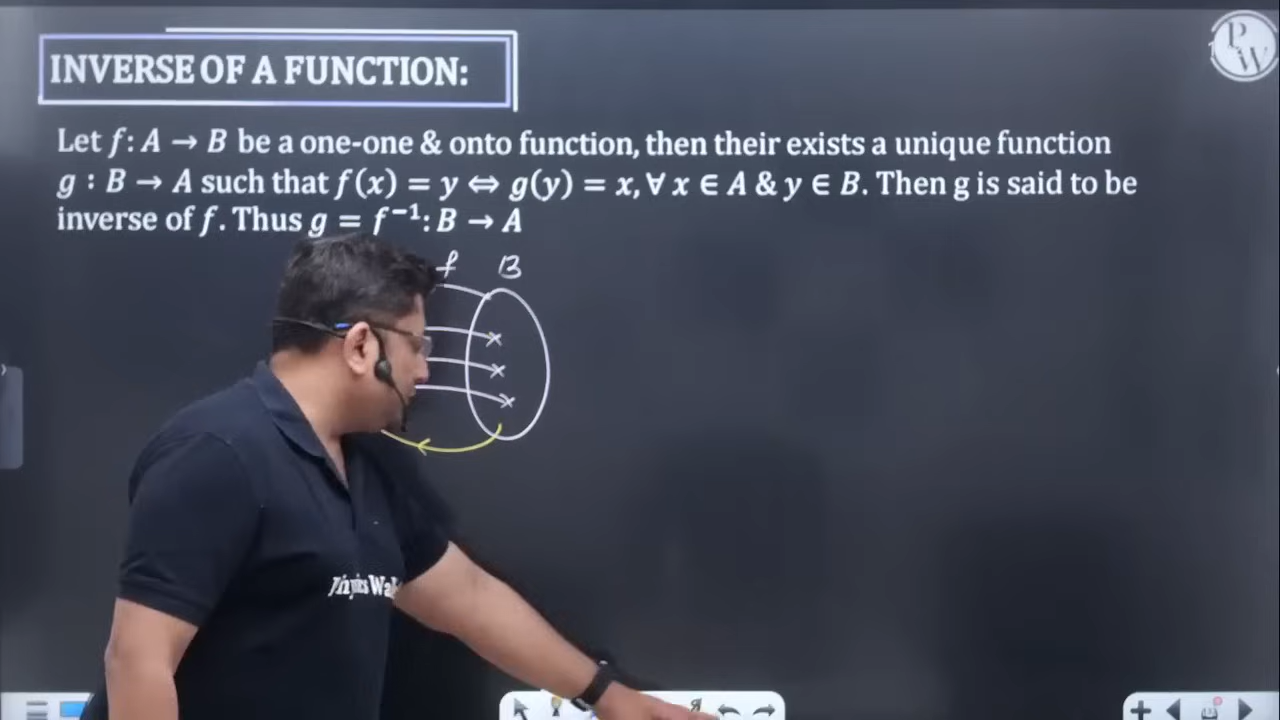 INVERSE OF A FUNCTION:
P
W
Let f: A → B be a one-one & onto function, then their exists a unique function
g : B → A such that f(x) = y ⇔ g(y) = x, ∀ x ∈ A & y ∈ B. Then g is said to be
inverse of f. Thus g = f⁻¹: B → A
f B